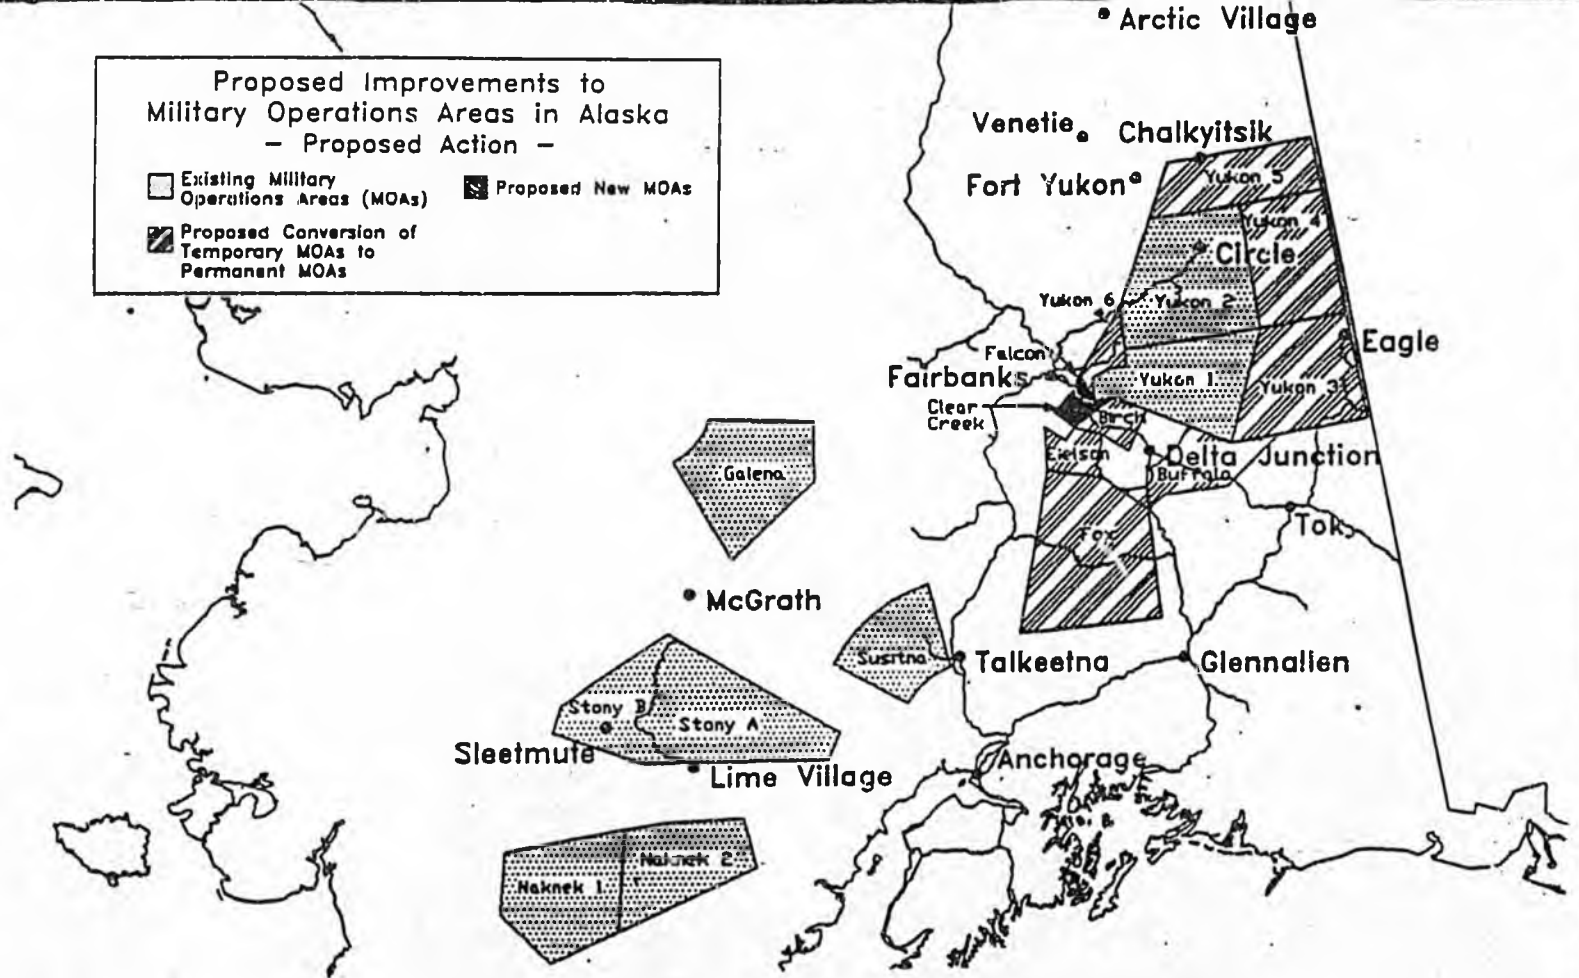 Arctic Village
Proposed Improvements to
Military Operations Areas in Alaska
— Proposed Action —
Existing Military
Operations Areas (MOAs)
Proposed New MOAs
Proposed Conversion of
Temporary MOAs to
Permanent MOAs
Venetie
Chalkyitsik
Fort Yukon
Yukon 5
Yukon 4
Circle
Yukon 6
Yukon 2
Eagle
Falcon
Fairbanks
Yukon 1
Yukon 3
Clear
Creek
Birch
Eielson
Delta Junction
Buffalo
Galena
Tok
Fox
McGrath
Susitna
Talkeetna
Glennallen
Stony B
Stony A
Sleetmute
Lime Village
Anchorage
Naknek 2
Naknek 1